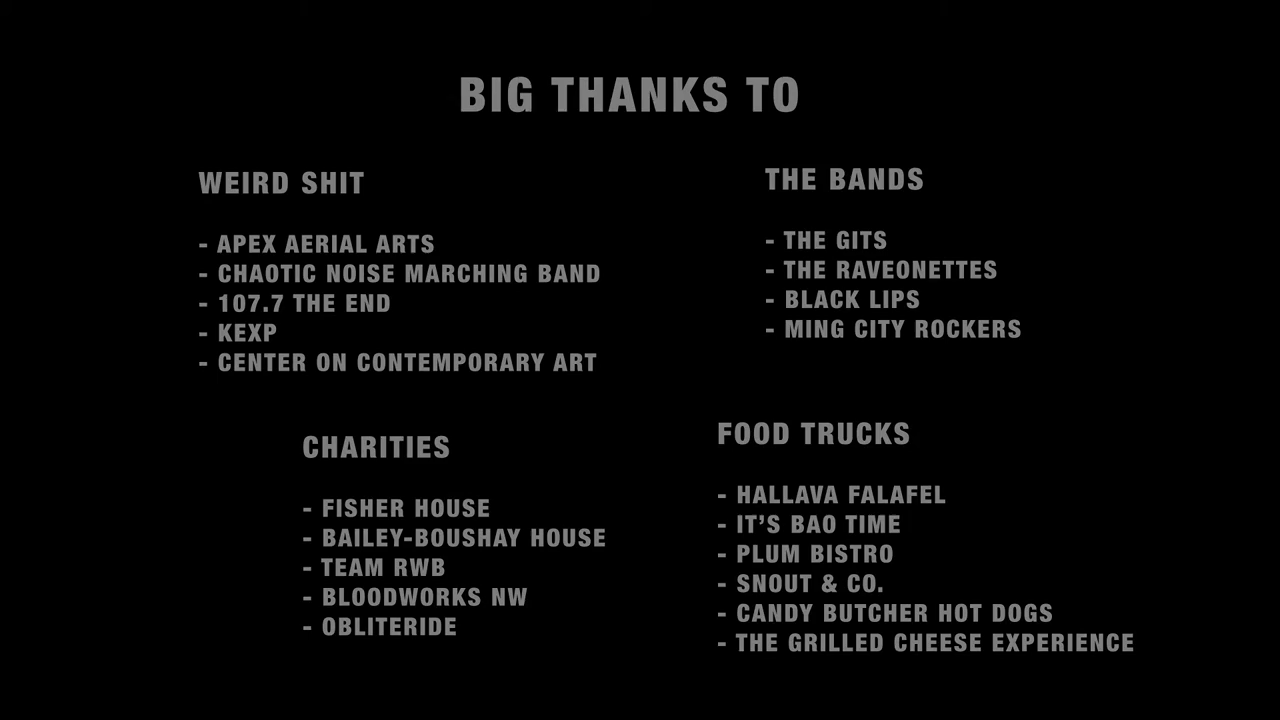 BIG THANKS TO
WEIRD SHIT
- APEX AERIAL ARTS
- CHAOTIC NOISE MARCHING BAND
- 107.7 THE END
- KEXP
- CENTER ON CONTEMPORARY ART
THE BANDS
- THE GITS
- THE RAVEONETTES
- BLACK LIPS
- MING CITY ROCKERS
CHARITIES
- FISHER HOUSE
- BAILEY-BOUSHAY HOUSE
- TEAM RWB
- BLOODWORKS NW
- OBLITERIDE
FOOD TRUCKS
- HALLAVA FALAFEL
- IT’S BAO TIME
- PLUM BISTRO
- SNOUT & CO.
- CANDY BUTCHER HOT DOGS
- THE GRILLED CHEESE EXPERIENCE